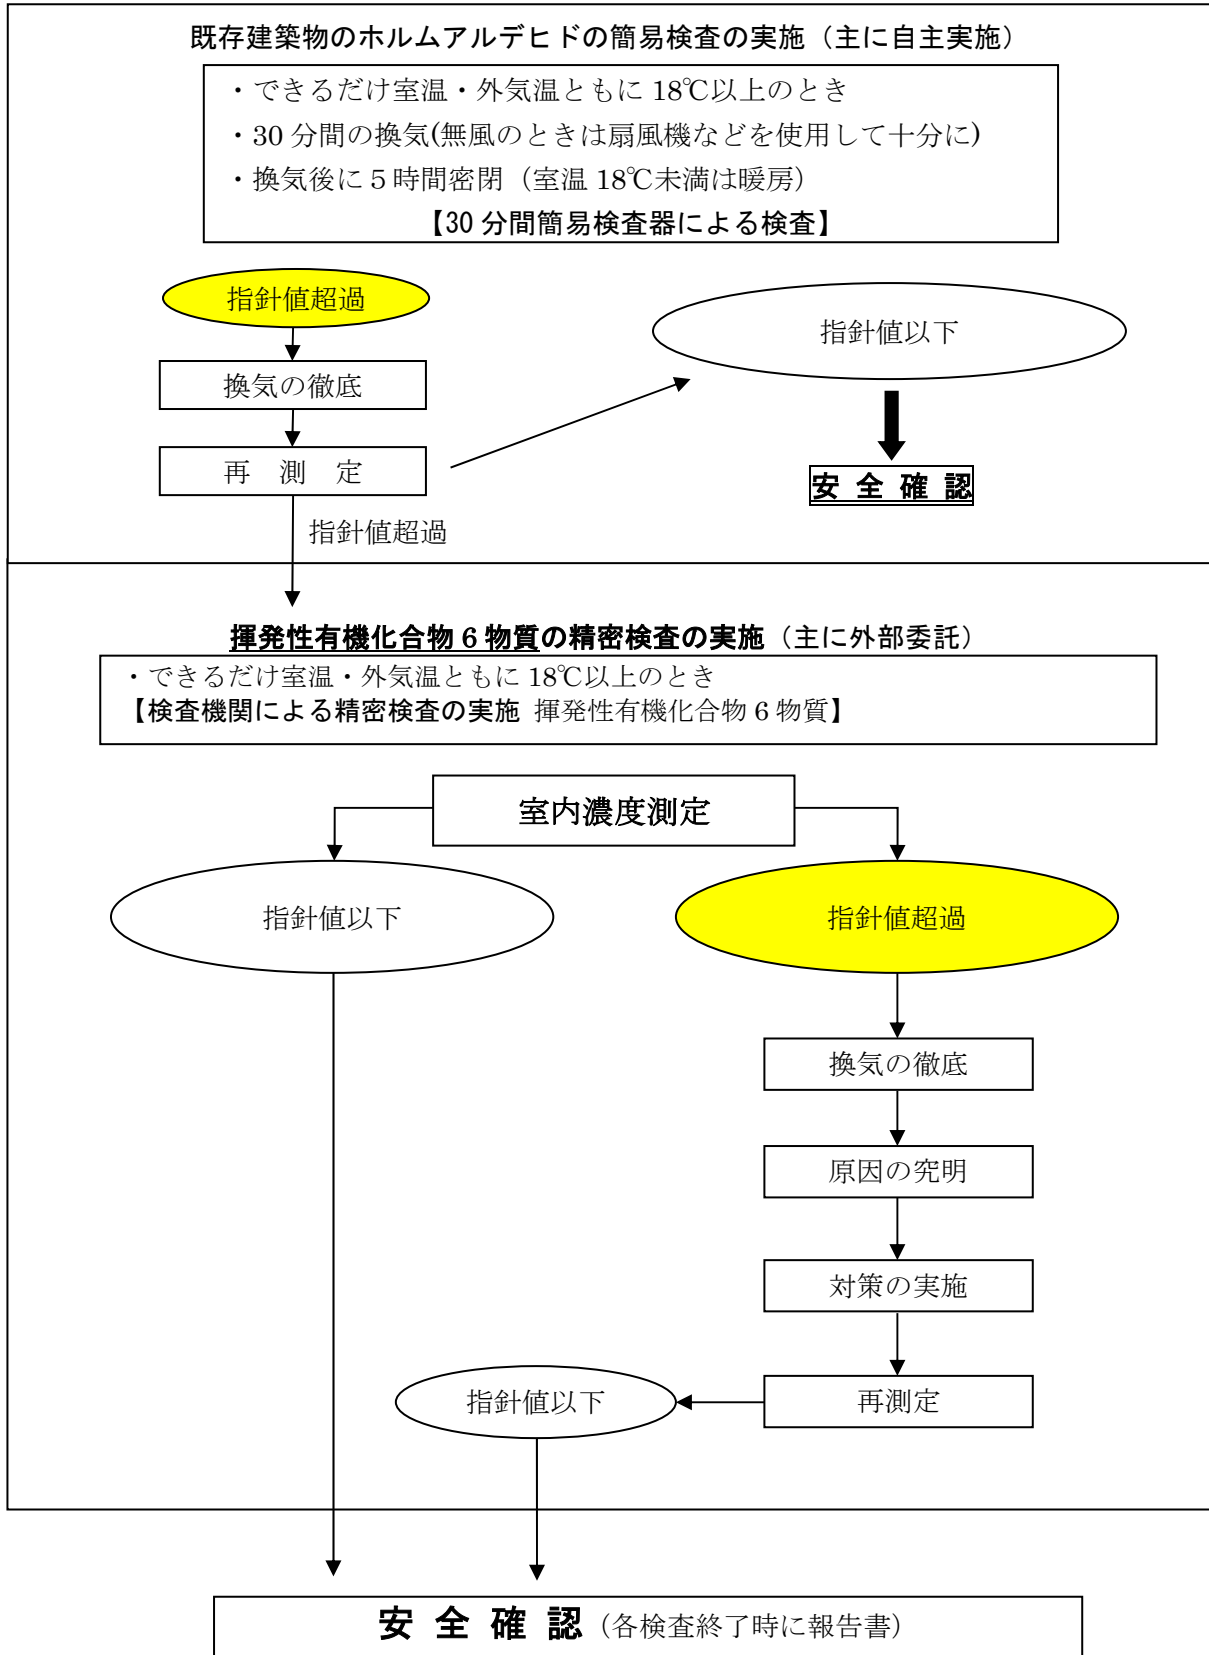 既存建築物のホルムアルデヒドの簡易検査の実施（主に自主実施）
・できるだけ室温・外気温ともに 18℃以上のとき
・30 分間の換気(無風のときは扇風機などを使用して十分に)
・換気後に５時間密閉（室温 18℃未満は暖房）
【30 分間簡易検査器による検査】
指針値超過
指針値以下
換気の徹底
再　測　定
安 全 確 認
指針値超過
揮発性有機化合物 6 物質の精密検査の実施（主に外部委託）
・できるだけ室温・外気温ともに 18℃以上のとき
【検査機関による精密検査の実施 揮発性有機化合物 6 物質】
室内濃度測定
指針値以下
指針値超過
換気の徹底
原因の究明
対策の実施
指針値以下
再測定
安 全 確 認（各検査終了時に報告書）